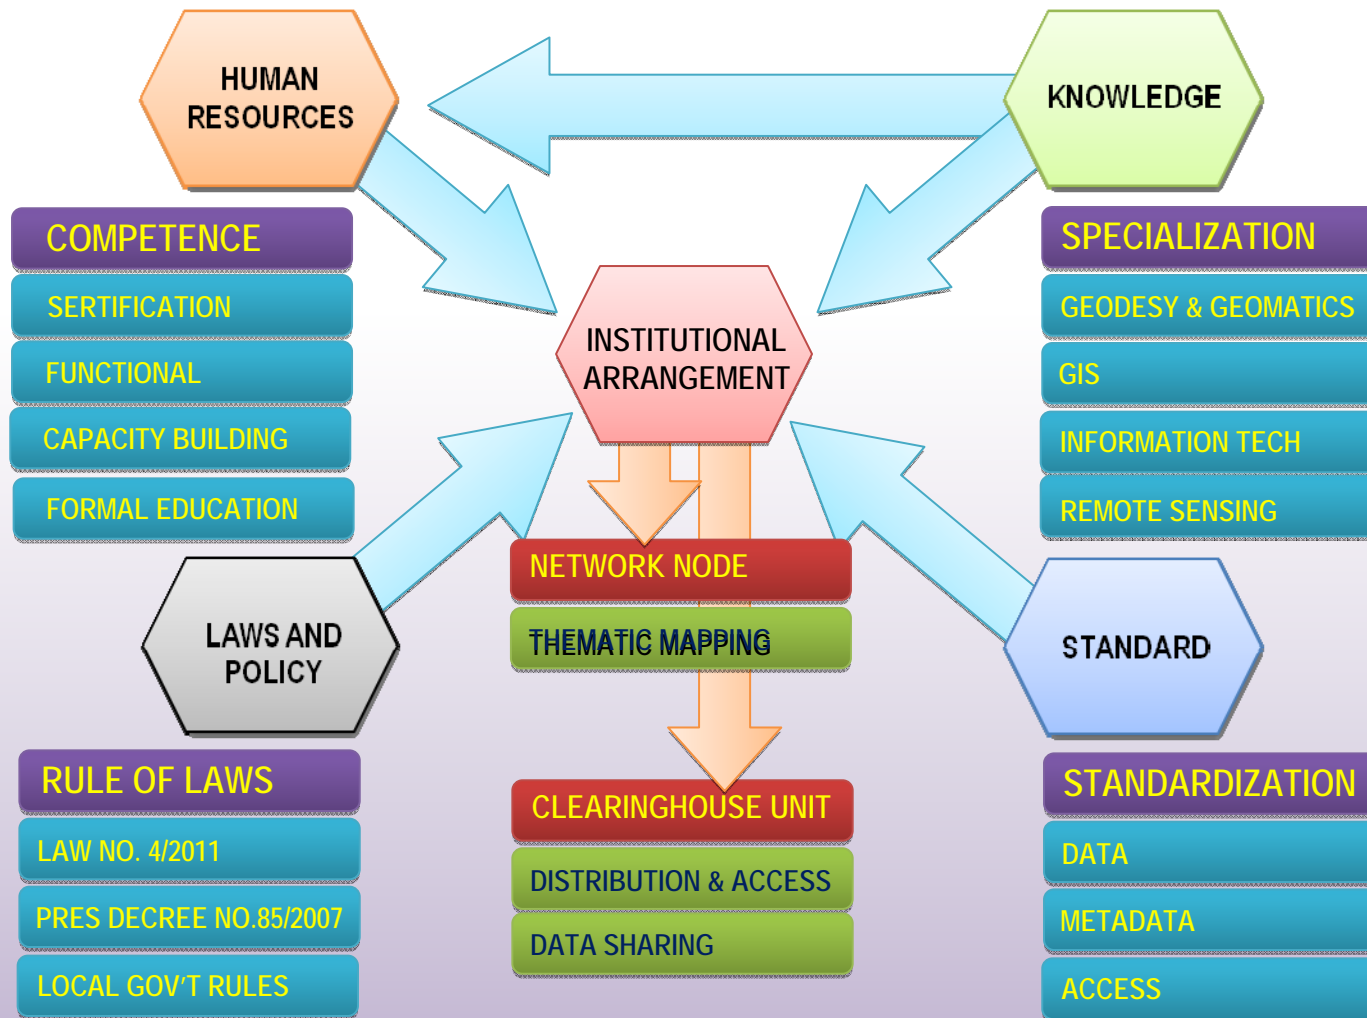 HUMAN
RESOURCES
KNOWLEDGE
COMPETENCE
SERTIFICATION
FUNCTIONAL
CAPACITY BUILDING
FORMAL EDUCATION
SPECIALIZATION
GEODESY & GEOMATICS
GIS
INFORMATION TECH
REMOTE SENSING
INSTITUTIONAL
ARRANGEMENT
NETWORK NODE
THEMATIC MAPPING
LAWS AND
POLICY
STANDARD
RULE OF LAWS
LAW NO. 4/2011
PRES DECREE NO.85/2007
LOCAL GOV'T RULES
CLEARINGHOUSE UNIT
DISTRIBUTION & ACCESS
DATA SHARING
STANDARDIZATION
DATA
METADATA
ACCESS